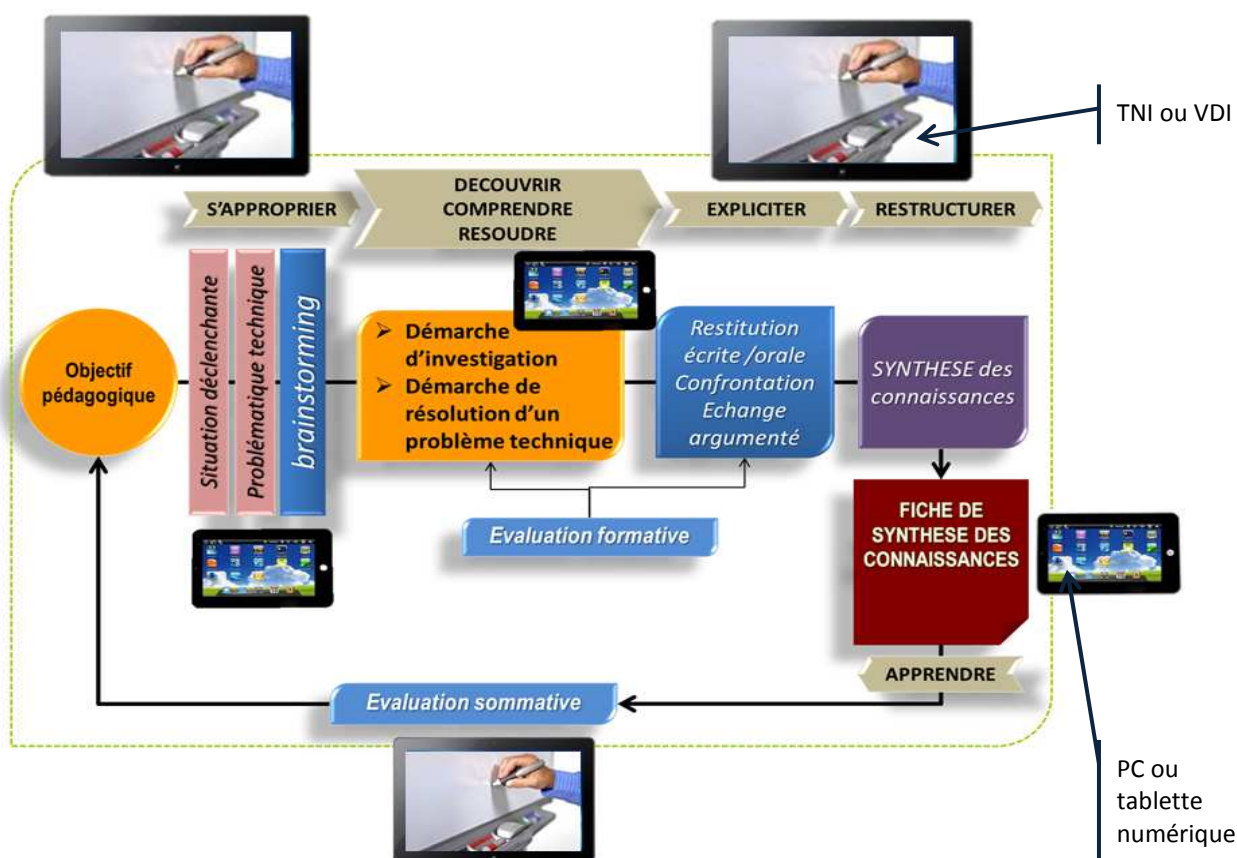 TNI ou VDI
S'APPROPRIER
DECOUVRIR
COMPRENDRE
RESOUDRE
EXPLICITER
RESTRUCTURER
Objectif
pédagogique
Situation déclenchante
Problématique technique
brainstorming
➢ Démarche
d'investigation
➢ Démarche de
résolution d'un
problème technique
Restitution
écrite /orale
Confrontation
Echange
argumenté
SYNTHESE des
connaissances
Evaluation formative
FICHE DE
SYNTHESE DES
CONNAISSANCES
APPRENDRE
Evaluation sommative
PC ou
tablette
numérique